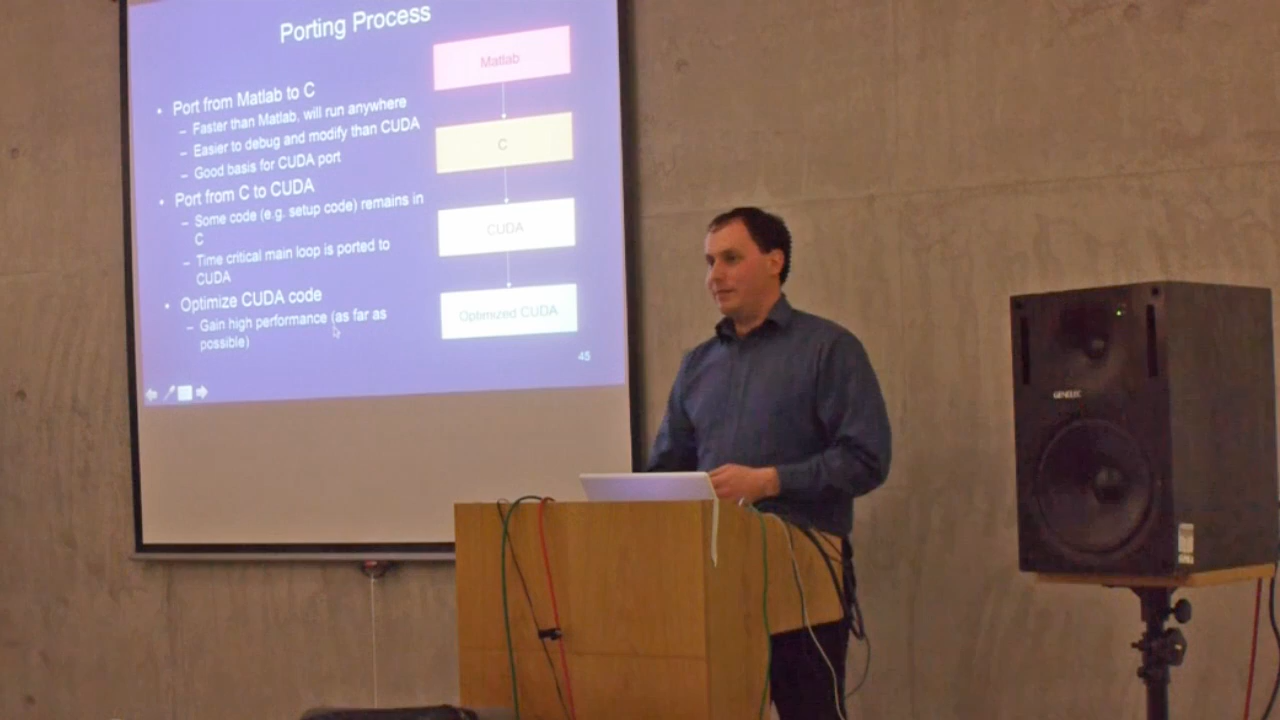 Porting Process
• Port from Matlab to C
– Faster than Matlab, will run anywhere
– Easier to debug and modify than CUDA
– Good basis for CUDA port
• Port from C to CUDA
– Some code (e.g. setup code) remains in
C
– Time critical main loop is ported to
CUDA
• Optimize CUDA code
– Gain high performance (as far as
possible)
Matlab
C
CUDA
Optimized CUDA
45
GENELEC